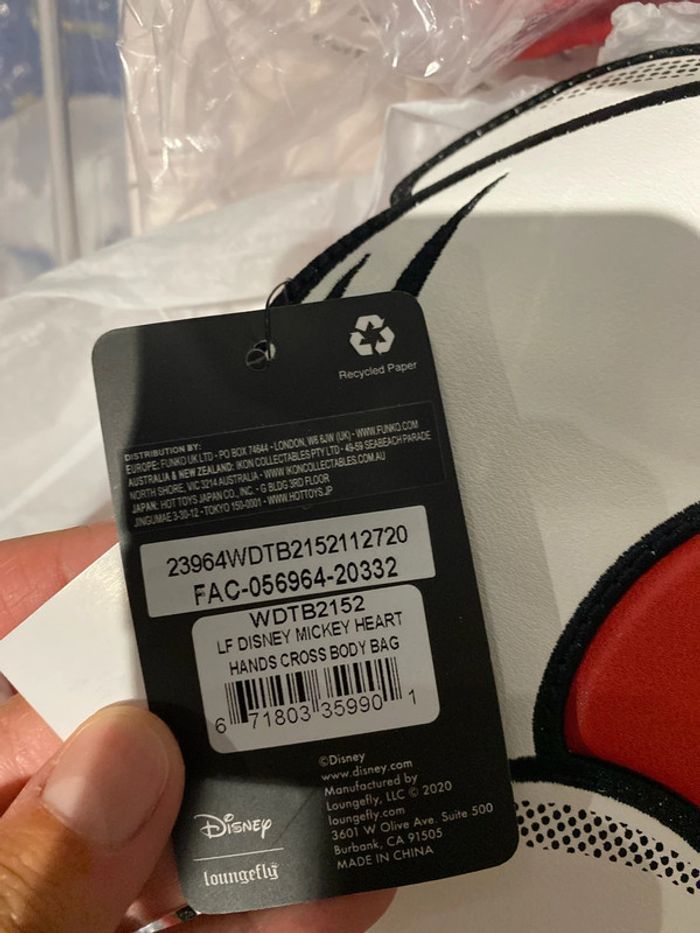 Recycled Paper
DISTRIBUTION BY:
EUROPE: FUNKO UK LTD - PO BOX 74644 - LONDON, W6 6JW (UK) - WWW.FUNKO.COM
AUSTRALIA & NEW ZEALAND: IKON COLLECTABLES PTY LTD - 49-59 SEABEACH PARADE
NORTH SHORE, VIC 3214 AUSTRALIA - WWW.IKONCOLLECTABLES.COM.AU
JAPAN: HOT TOYS JAPAN CO., INC. - G BLDG 3RD FLOOR
JINGUMAE 3-30-12 - TOKYO 150-0001 - WWW.HOTTOYS.JP
23964WDTB2152112720
FAC-056964-20332
WDTB2152
LF DISNEY MICKEY HEART
HANDS CROSS BODY BAG
6 71803 35990 1
©Disney
www.disney.com
Manufactured by
Loungefly, LLC © 2020
loungefly.com
3601 W Olive Ave. Suite 500
Burbank, CA 91505
MADE IN CHINA
Disney
loungefly